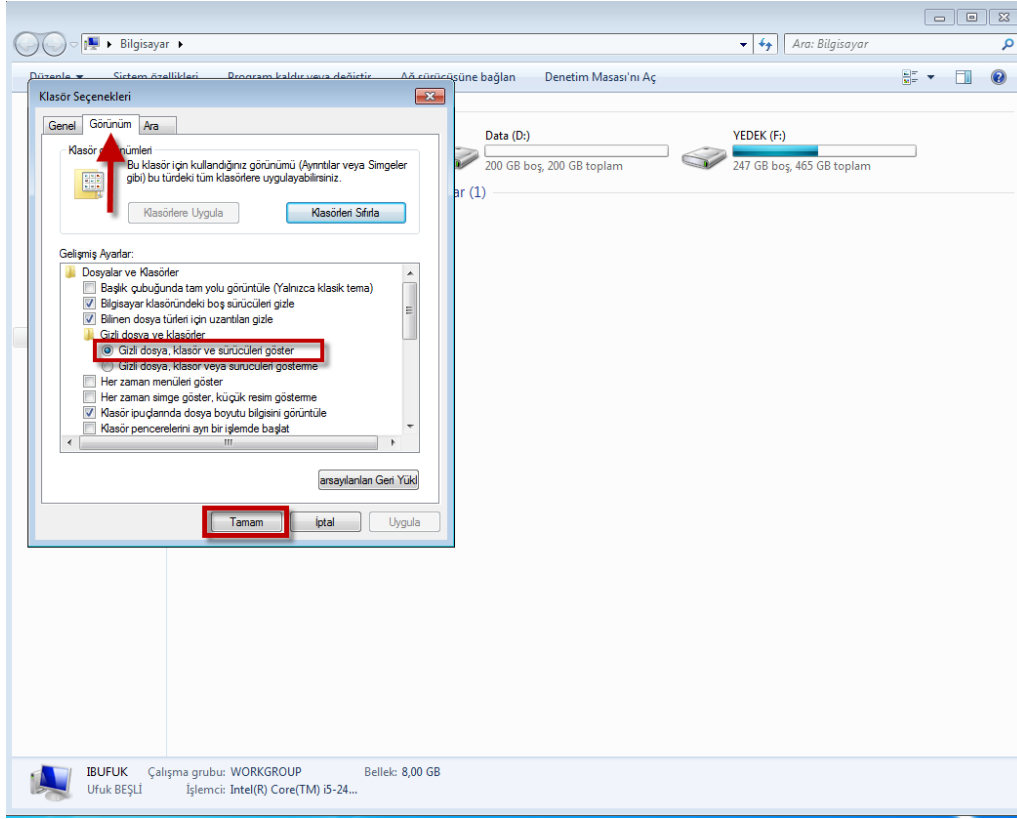 Bilgisayar
Ara: Bilgisayar
Düzenle Sistem özellikleri Program kaldır veya değiştir Ağ sürücüsüne bağlan Denetim Masası'nı Aç
Klasör Seçenekleri
Genel Görünüm Ara
Klasör
Bu klasör için kullandığınız görünümü (Ayrıntılar veya Simgeler
gibi) bu türdeki tüm klasörlere uygulayabilirsiniz.
Klasörlere Uygula Klasörleri Sıfırla
Gelişmiş Ayarlar:
Dosyalar ve Klasörler
Başlık çubuğunda tam yolu görüntüle (Yalnızca klasik tema)
Bilgisayar klasöründeki boş sürücüleri gizle
Bilinen dosya türleri için uzantıları gizle
Gizli dosya ve klasörler
Gizli dosya, klasör ve sürücüleri göster
Gizli dosya, klasör veya sürücüleri gösterme
Her zaman menüleri göster
Her zaman simge göster, küçük resim gösterme
Klasör ipuçlarında dosya boyutu bilgisini görüntüle
Klasör pencerelerini ayrı bir işlemde başlat
arsayılanları Geri Yükl
Tamam İptal Uygula
Data (D:)
200 GB boş, 200 GB toplam
YEDEK (F:)
247 GB boş, 465 GB toplam
ar (1)
IBUFUK Çalışma grubu: WORKGROUP Bellek: 8,00 GB
Ufuk BEŞLİ İşlemci: Intel(R) Core(TM) i5-24...